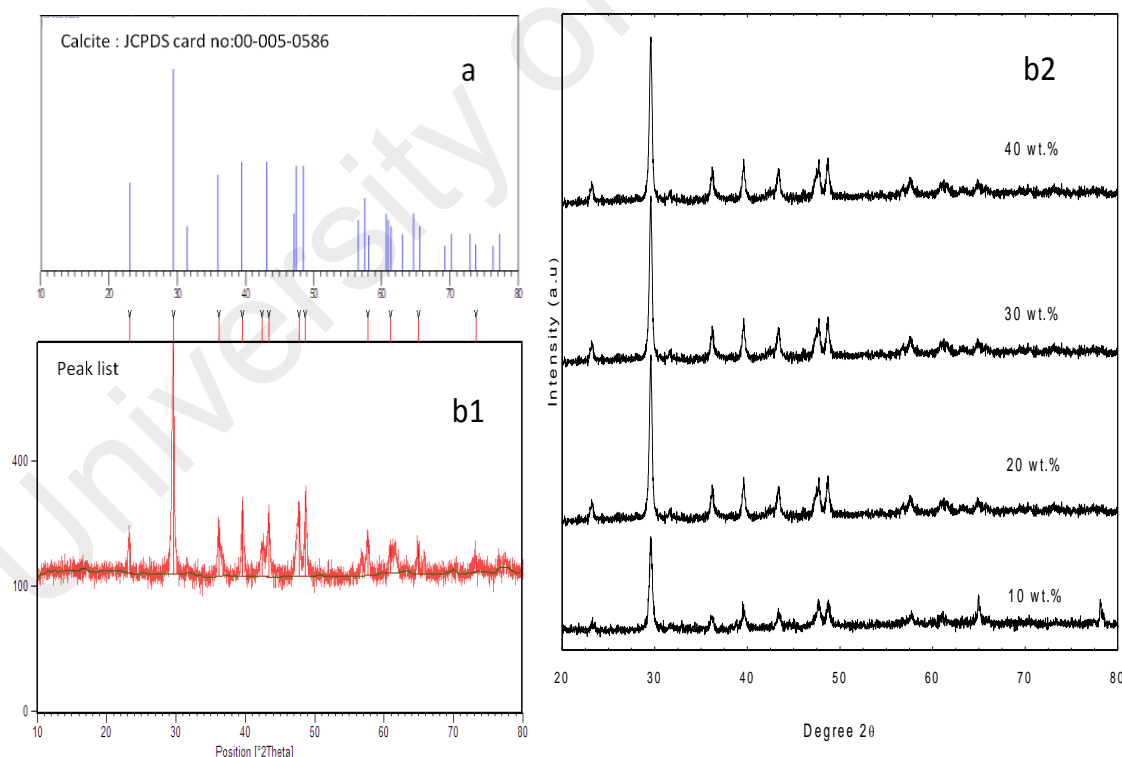 Calcite : JCPDS card no:00-005-0586
a
10 20 30 40 50 60 70 80
Peak list
b1
400
100
0
10 20 30 40 50 60 70 80
Position [°2Theta]
b2
40 wt.%
30 wt.%
20 wt.%
10 wt.%
Intensity (a.u)
20 30 40 50 60 70 80
Degree 2θ
University of